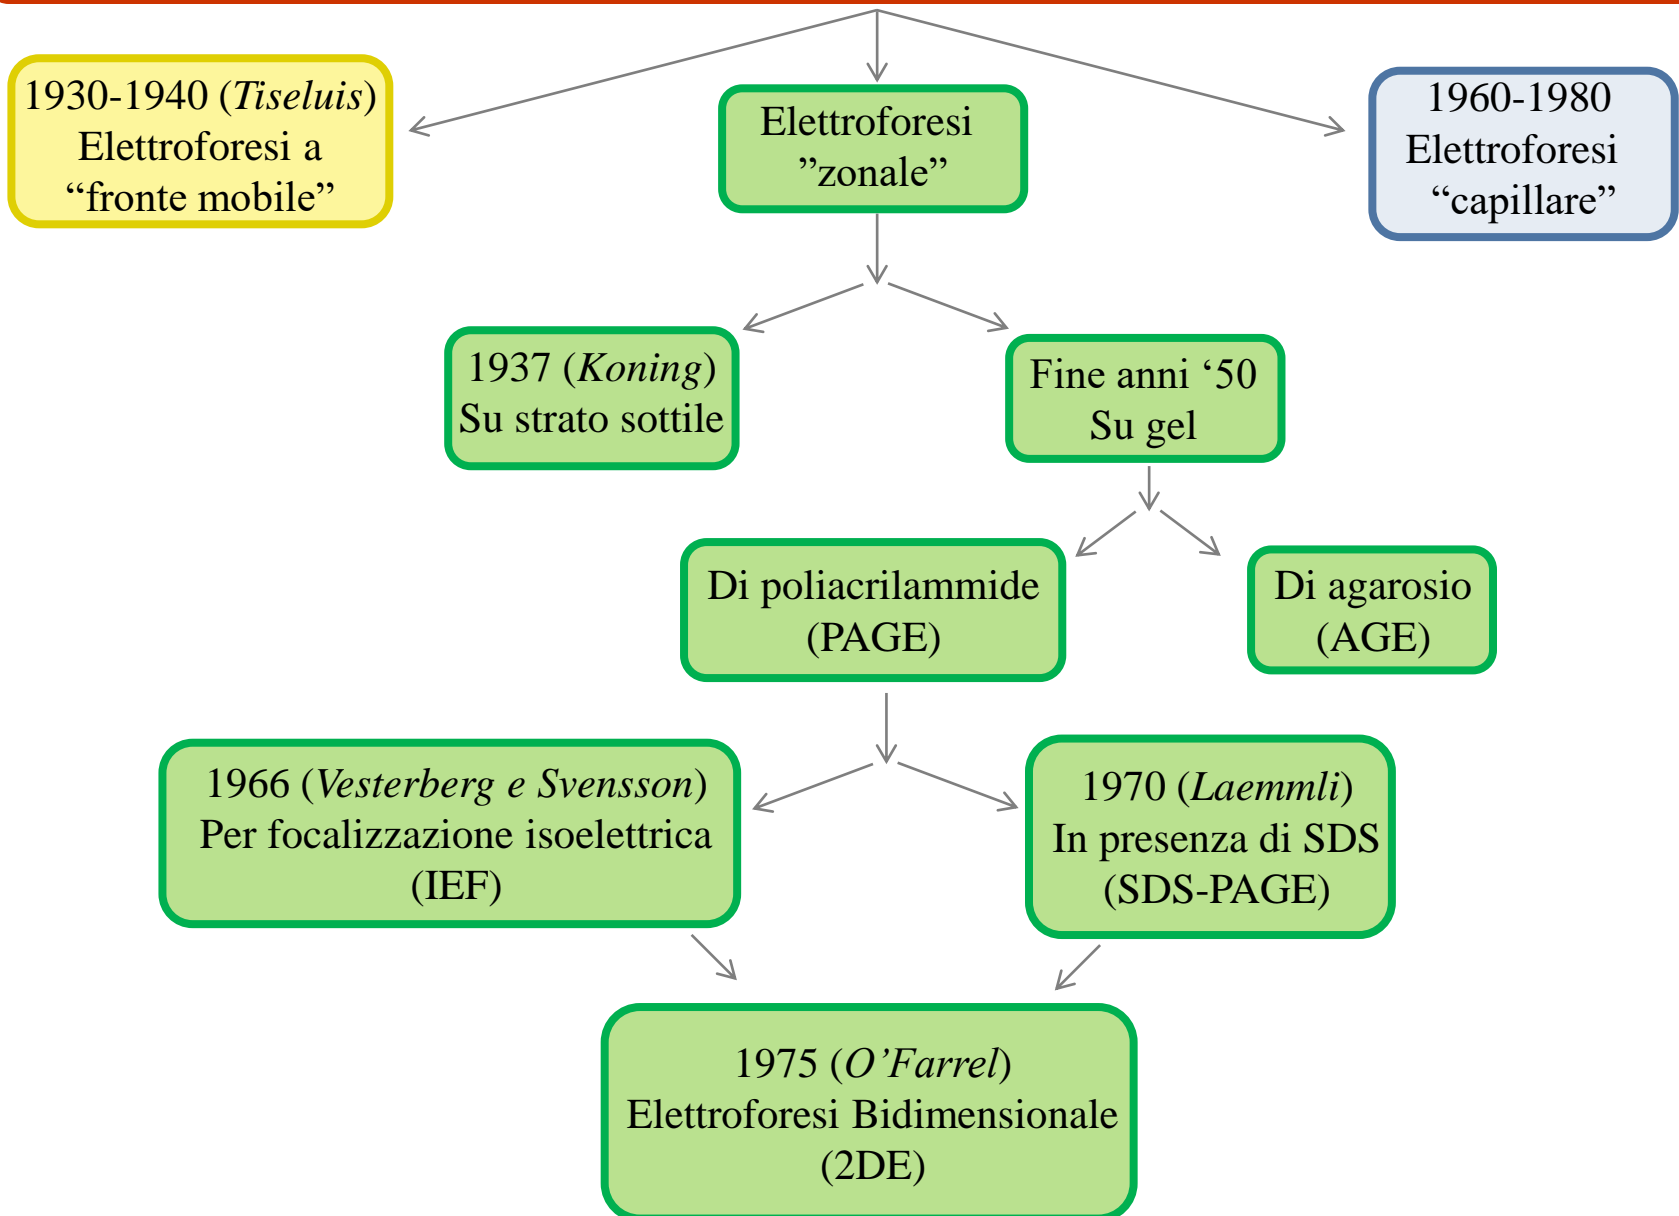 1930-1940 (Tiseluis)
Elettroforesi a
“fronte mobile”
Elettroforesi
”zonale”
1960-1980
Elettroforesi
“capillare”
1937 (Koning)
Su strato sottile
Fine anni ‘50
Su gel
Di poliacrilammide
(PAGE)
Di agarosio
(AGE)
1966 (Vesterberg e Svensson)
Per focalizzazione isoelettrica
(IEF)
1970 (Laemmli)
In presenza di SDS
(SDS-PAGE)
1975 (O’Farrel)
Elettroforesi Bidimensionale
(2DE)